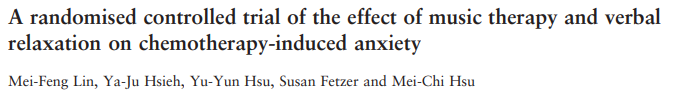 A randomised controlled trial of the effect of music therapy and verbal
relaxation on chemotherapy-induced anxiety
Mei-Feng Lin, Ya-Ju Hsieh, Yu-Yun Hsu, Susan Fetzer and Mei-Chi Hsu